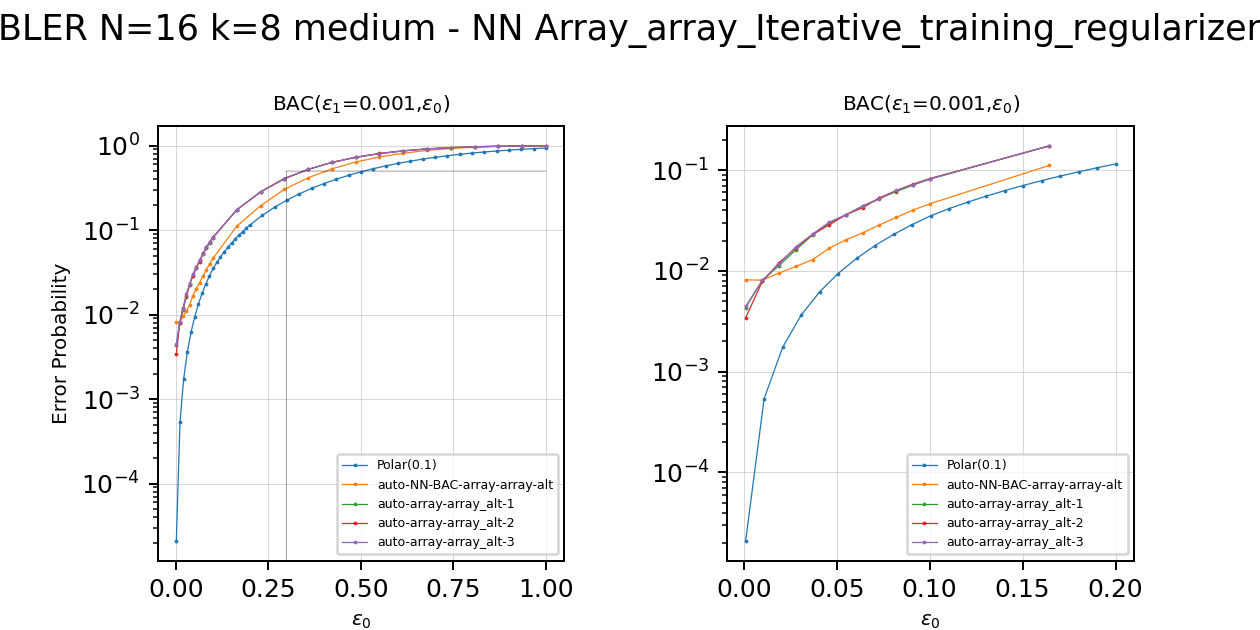 BLER N=16 k=8 medium - NN Array_array_Iterative_training_regularizer
BAC(ε₁=0.001,ε₀)
10⁰
10⁻¹
10⁻²
10⁻³
10⁻⁴
Error Probability
Polar(0.1)
auto-NN-BAC-array-array-alt
auto-array-array_alt-1
auto-array-array_alt-2
auto-array-array_alt-3
0.00 0.25 0.50 0.75 1.00
ε₀
BAC(ε₁=0.001,ε₀)
10⁻¹
10⁻²
10⁻³
10⁻⁴
Polar(0.1)
auto-NN-BAC-array-array-alt
auto-array-array_alt-1
auto-array-array_alt-2
auto-array-array_alt-3
0.00 0.05 0.10 0.15 0.20
ε₀